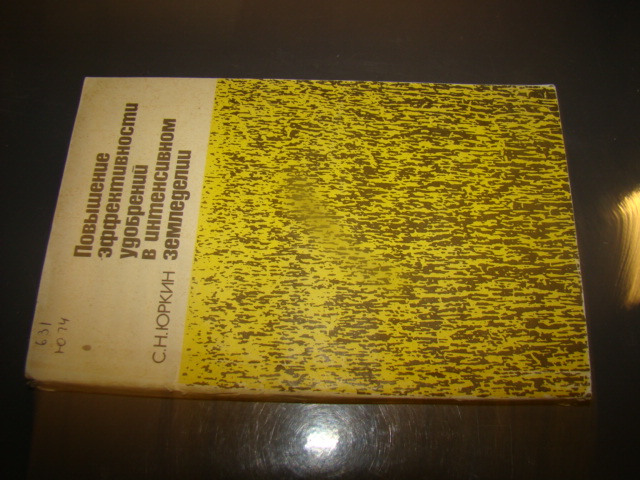 631
Ю 74
С.Н.ЮРКИН
Повышение
эффективности
удобрений
в интенсивном
земледелии